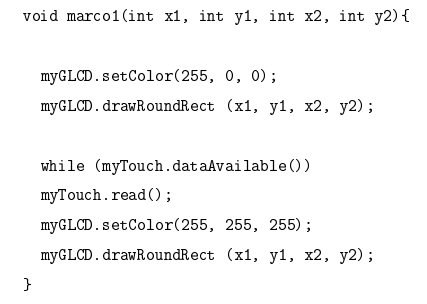 void marco1(int x1, int y1, int x2, int y2){
myGLCD.setColor(255, 0, 0);
myGLCD.drawRoundRect (x1, y1, x2, y2);
while (myTouch.dataAvailable())
myTouch.read();
myGLCD.setColor(255, 255, 255);
myGLCD.drawRoundRect (x1, y1, x2, y2);
}